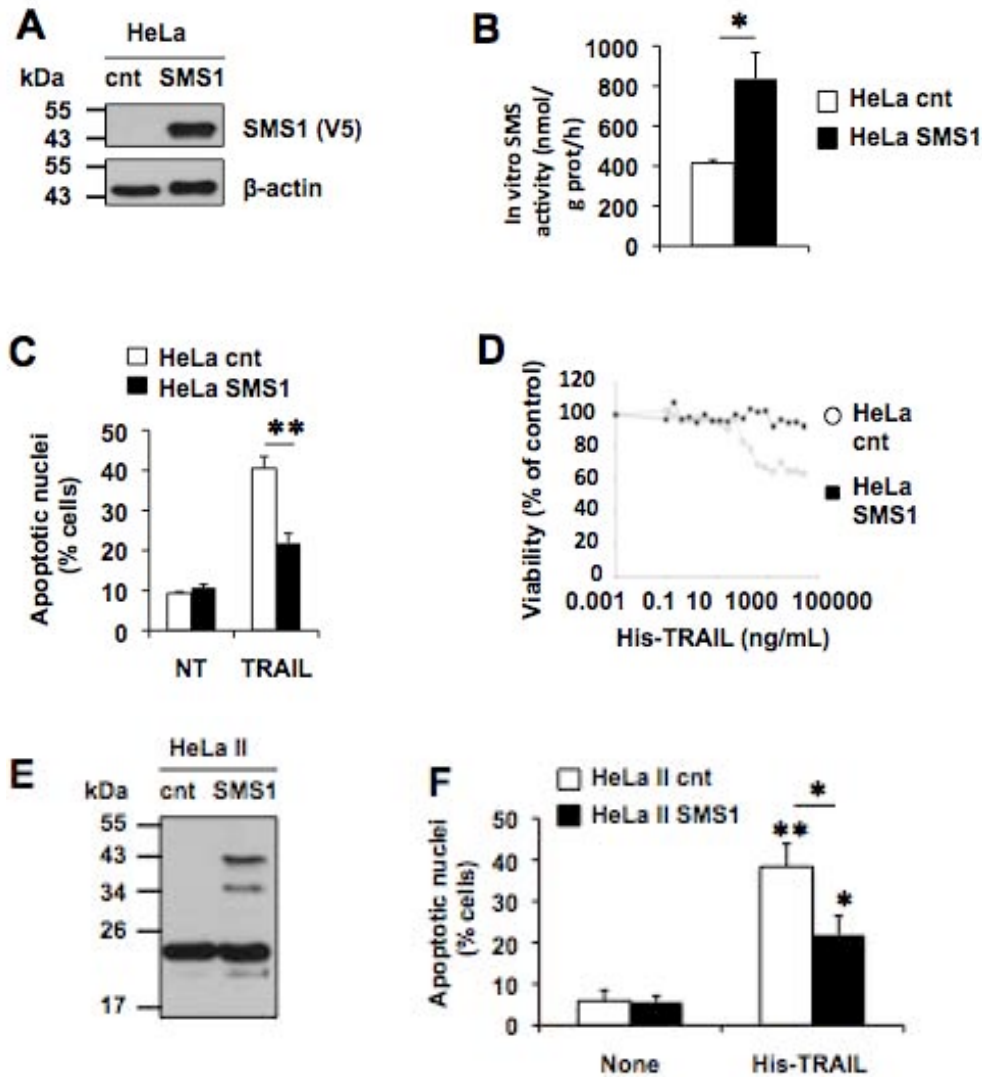 A
HeLa
kDa cnt SMS1
55
43
SMS1 (V5)
55
43
β-actin
B
In vitro SMS
activity (nmol/
g prot/h)
1000
800
600
400
200
0
*
HeLa cnt
HeLa SMS1
C
HeLa cnt
HeLa SMS1
Apoptotic nuclei
(% cells)
50
40
30
20
10
0
**
NT TRAIL
D
Viability (% of control)
120
100
80
60
40
20
0
0.001 0.1 10 1000 100000
His-TRAIL (ng/mL)
HeLa
cnt
HeLa
SMS1
E
HeLa II
kDa cnt SMS1
55
43
34
26
17
F
HeLa II cnt
HeLa II SMS1
Apoptotic nuclei
(% cells)
50
40
30
20
10
0
*
**
*
None His-TRAIL